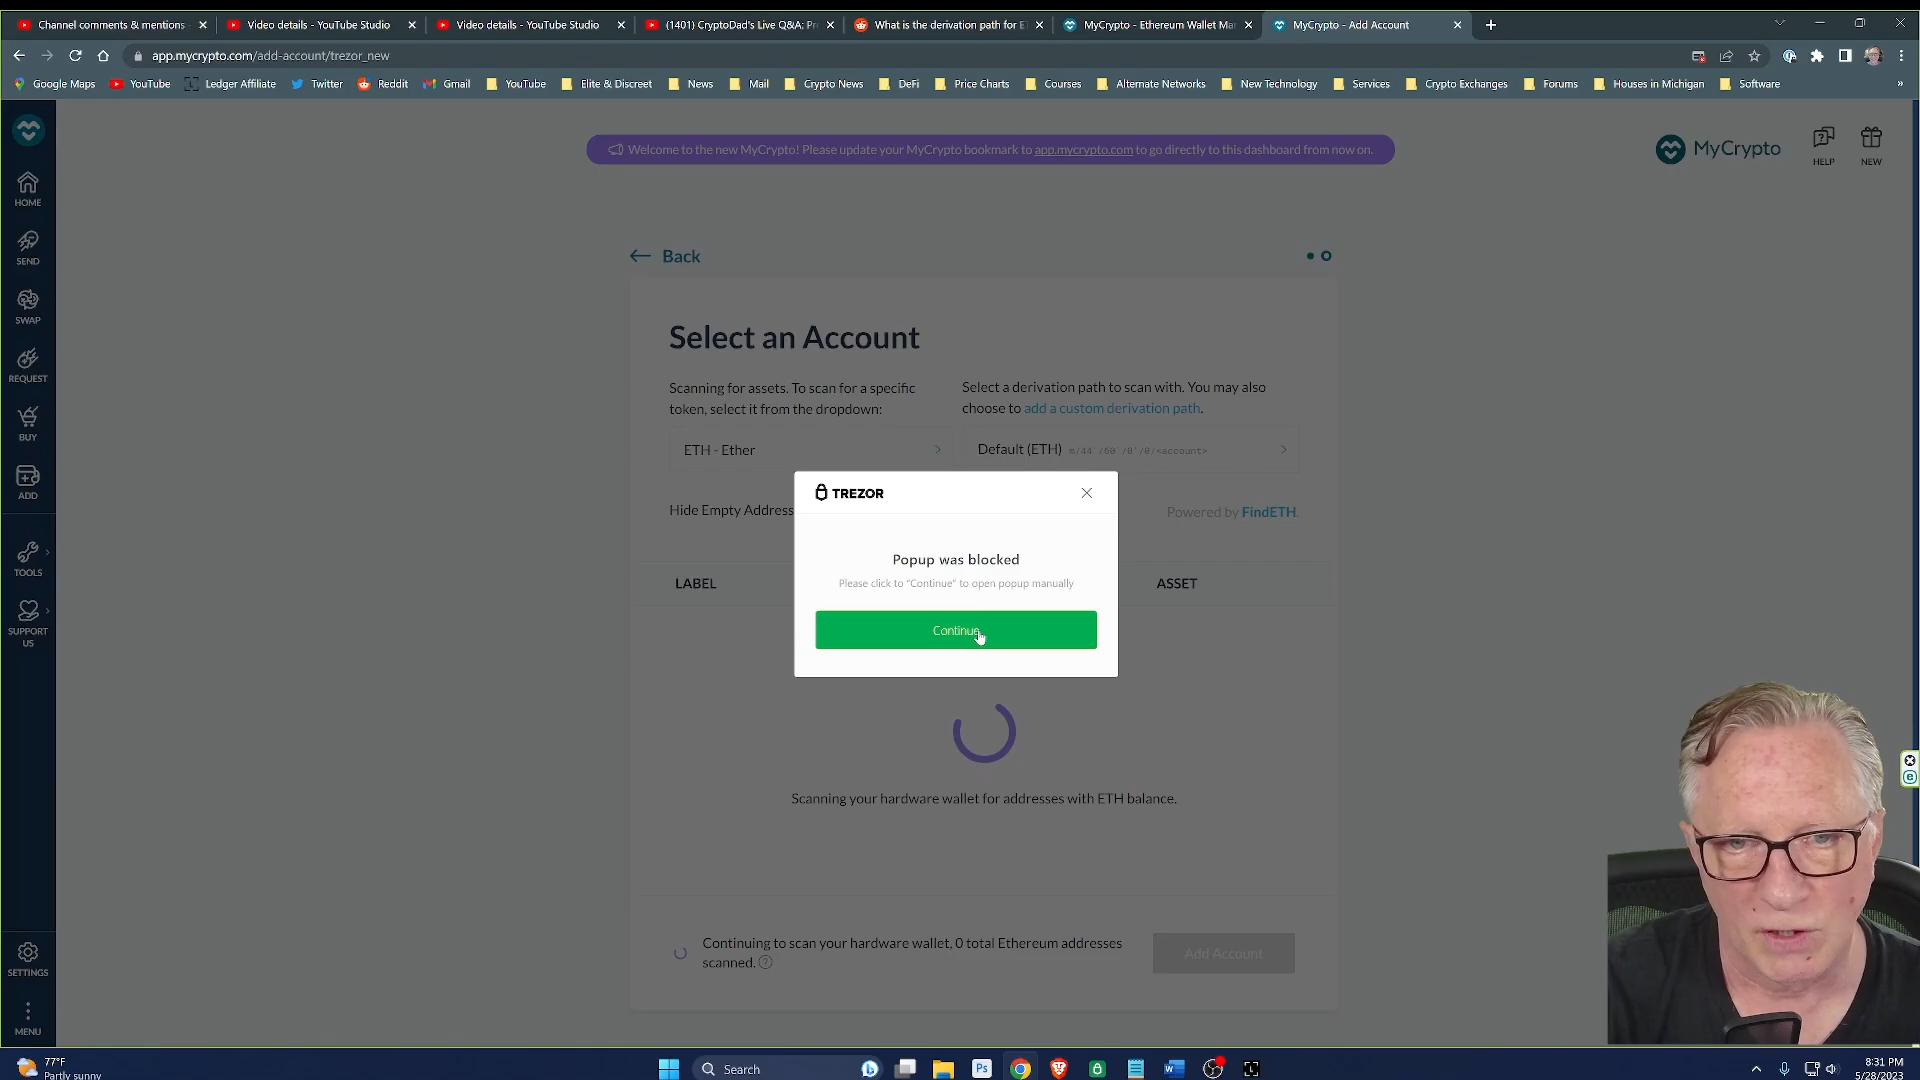 Channel comments & mentions -
Video details - YouTube Studio
Video details - YouTube Studio
(1401) CryptoDad's Live Q&A: Pr
What is the derivation path for E
MyCrypto - Ethereum Wallet Ma
MyCrypto - Add Account
app.mycrypto.com/add-account/trezor_new
Google Maps
YouTube
Ledger Affiliate
Twitter
Reddit
Gmail
YouTube
Elite & Discreet
News
Mail
Crypto News
DeFi
Price Charts
Courses
Alternate Networks
New Technology
Services
Crypto Exchanges
Forums
Houses in Michigan
Software
»
Welcome to the new MyCrypto! Please update your MyCrypto bookmark to app.mycrypto.com to go directly to this dashboard from now on.
MyCrypto
HELP
NEW
HOME
SEND
SWAP
REQUEST
BUY
ADD
TOOLS
SUPPORT
US
SETTINGS
MENU
Back
Select an Account
Scanning for assets. To scan for a specific
token, select it from the dropdown:
Select a derivation path to scan with. You may also
choose to add a custom derivation path.
ETH - Ether
Default (ETH) m/44'/60'/0'/0/<account>
Hide Empty Address
Powered by FindETH.
LABEL
ASSET
TREZOR
Popup was blocked
Please click to "Continue" to open popup manually
Continue
Scanning your hardware wallet for addresses with ETH balance.
Continuing to scan your hardware wallet, 0 total Ethereum addresses
scanned.
Add Account
77°F
Partly sunny
Search
Ps
8:31 PM
5/28/2023